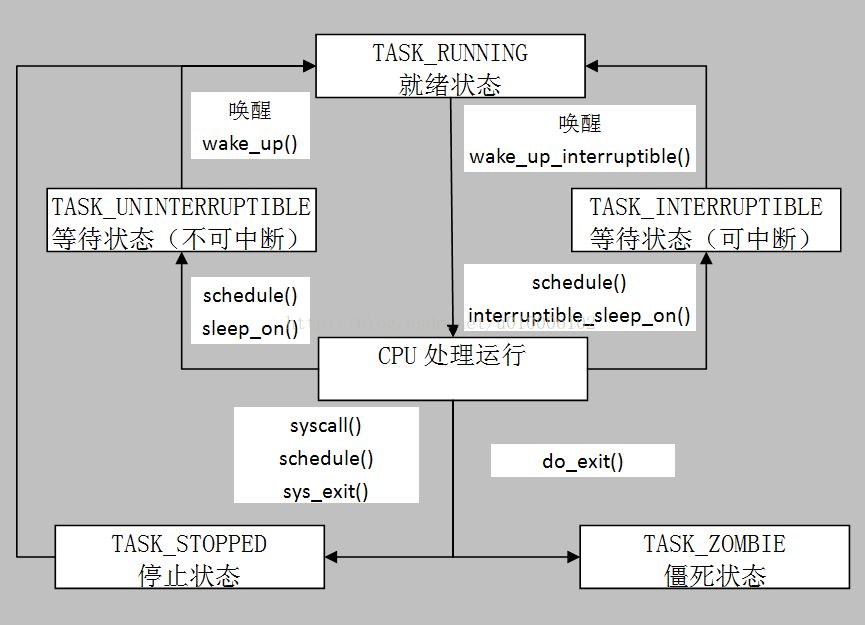 TASK_RUNNING
就绪状态
唤醒
wake_up()
唤醒
wake_up_interruptible()
TASK_UNINTERRUPTIBLE
等待状态（不可中断）
TASK_INTERRUPTIBLE
等待状态（可中断）
schedule()
sleep_on()
schedule()
interruptible_sleep_on()
CPU 处理运行
syscall()
schedule()
sys_exit()
do_exit()
TASK_STOPPED
停止状态
TASK_ZOMBIE
僵死状态